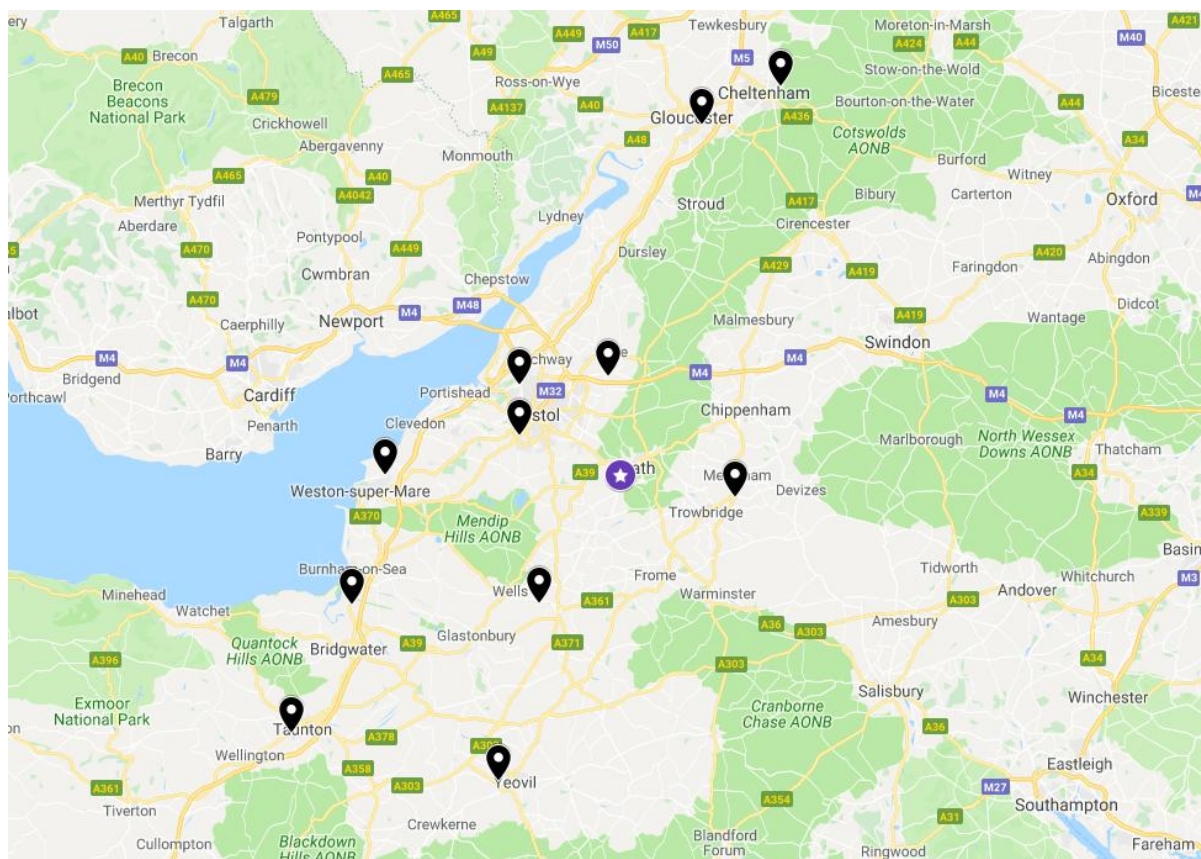 Talgarth
A465
A449
A417
Tewkesbury
Moreton-in-Marsh
A421
A40
Brecon
A49
M50
M5
A424
A44
M40
Stow-on-the-Wold
Brecon
Beacons
National Park
A465
Ross-on-Wye
Cheltenham
Bourton-on-the-Water
A44
A479
Crickhowell
A4137
A40
Gloucester
A436
Cotswolds
AONB
A34
Abergavenny
A48
Monmouth
Burford
Witney
A465
A40
Merthyr Tydfil
A4042
Stroud
A417
Bibury
Carterton
Oxford
Aberdare
Lydney
Cirencester
Pontypool
A470
A449
Dursley
A420
Cwmbran
Chepstow
A429
A419
Faringdon
Abingdon
A470
M48
Didcot
Caerphilly
Newport
M4
Malmesbury
A419
Wantage
Swindon
M4
M4
M4
M4
Bridgend
Porthcawl
Cardiff
Portishead
M32
M4
M4
Penarth
Clevedon
Chippenham
Marlborough
North Wessex
Downs AONB
Thatcham
Barry
A39
A34
Weston-super-Mare
Devizes
A370
Mendip
Hills AONB
Trowbridge
A339
Burnham-on-Sea
Frome
Tidworth
Whitchurch
M3
Minehead
Watchet
Wells
A361
Warminster
A303
Andover
Quantock
Hills AONB
Glastonbury
A36
A303
Amesbury
Bridgwater
A39
A371
A396
A303
A34
Exmoor
National Park
Salisbury
Winchester
Cranborne
Chase AONB
Taunton
A378
A36
Wellington
A358
Yeovil
Eastleigh
A361
A303
M27
Tiverton
A354
Southampton
Crewkerne
A31
Cullompton
Blackdown
Hills AONB
Blandford
Forum
Ringwood
Fareham